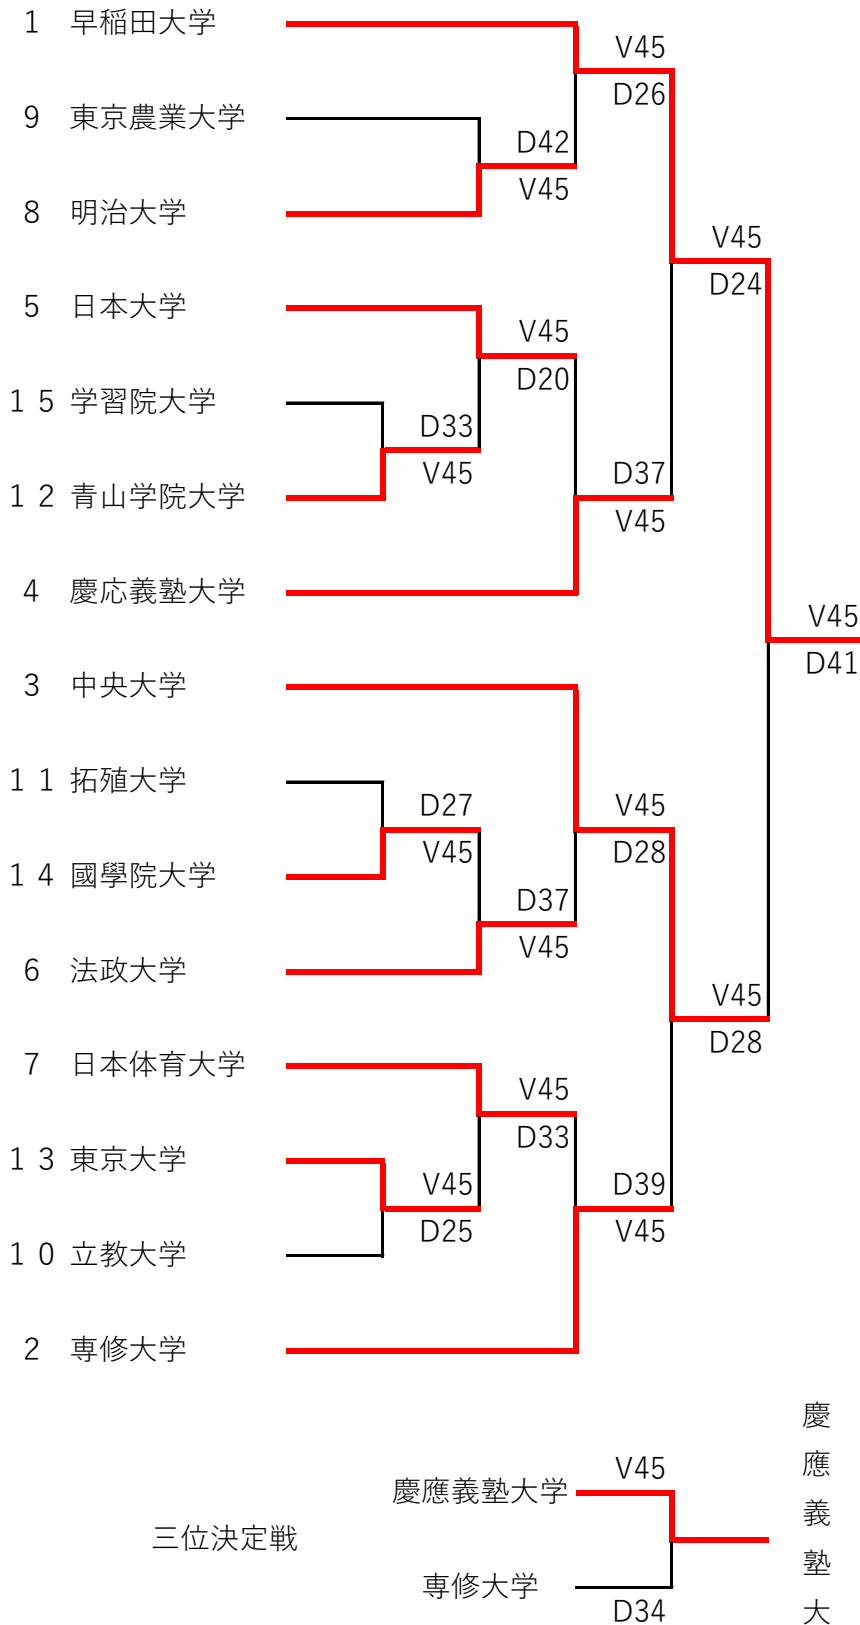 1 早稲田大学
V45
D26
9 東京農業大学
D42
V45
8 明治大学
V45
D24
5 日本大学
V45
D20
15 学習院大学
D33
V45
12 青山学院大学
D37
V45
4 慶応義塾大学
V45
D41
3 中央大学
11 拓殖大学
D27
V45
V45
D28
14 國學院大学
D37
V45
6 法政大学
V45
D28
7 日本体育大学
V45
D33
13 東京大学
V45
D25
D39
V45
10 立教大学
2 専修大学
三位決定戦
慶應義塾大学
V45
専修大学
D34
慶應義塾大